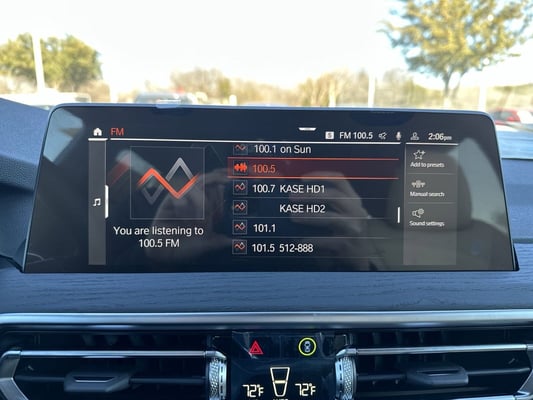 FM
S FM 100.5 2:06pm
100.1 on Sun
100.5
100.7 KASE HD1
KASE HD2
101.1
101.5 512-888
You are listening to
100.5 FM
Add to presets
Manual search
Sound settings
72°F 72°F